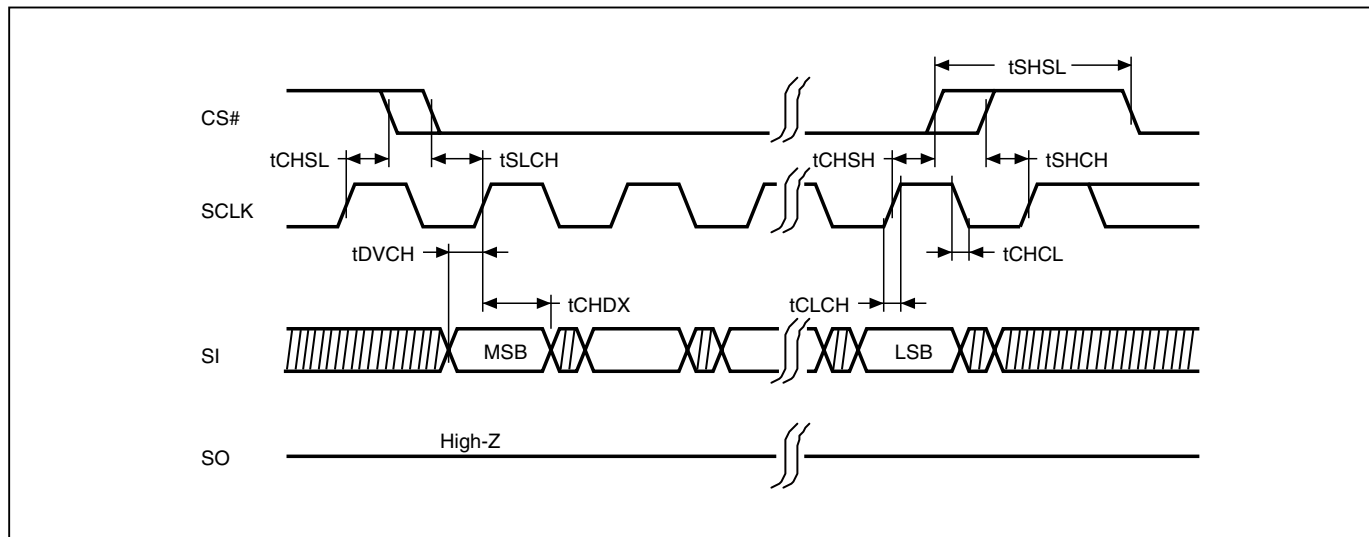 tSHSL
CS#
tCHSL
tSLCH
tCHSH
tSHCH
SCLK
tDVCH
tCHCL
tCHDX
tCLCH
SI
MSB
LSB
High-Z
SO